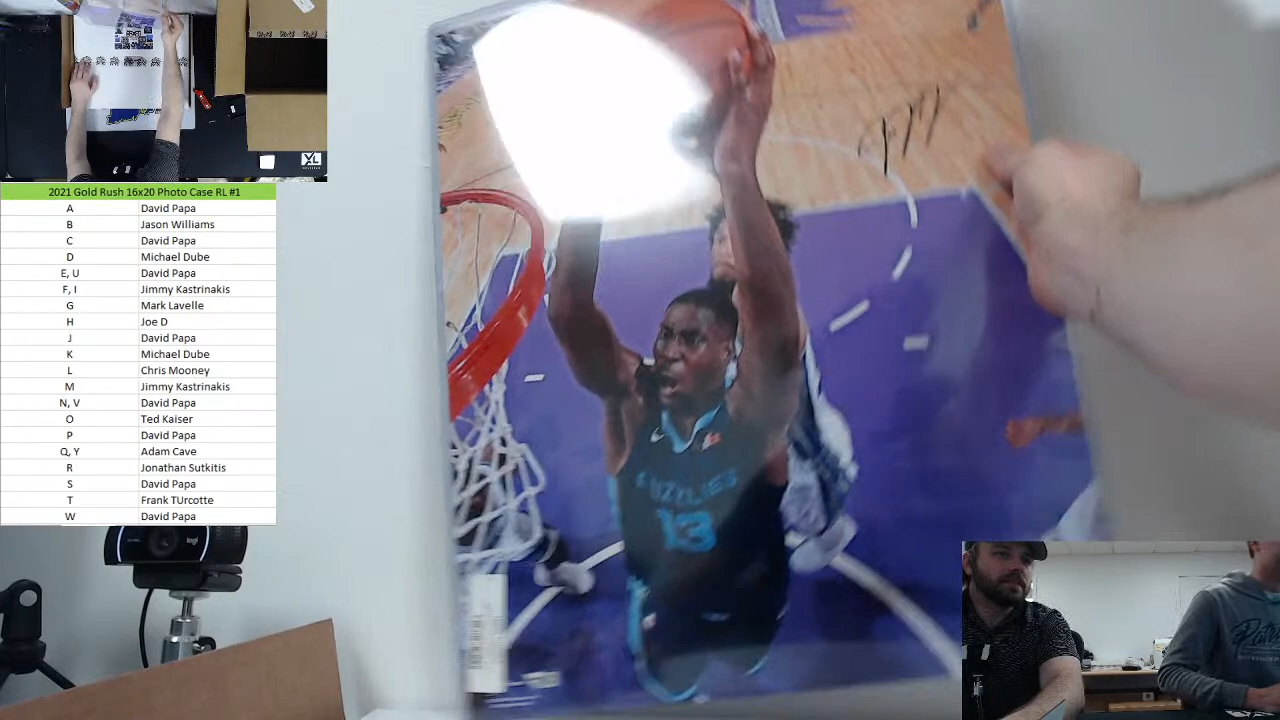 XL
2021 Gold Rush 16x20 Photo Case RL #1
A David Papa
B Jason Williams
C David Papa
D Michael Dube
E, U David Papa
F, I Jimmy Kastrinakis
G Mark Lavelle
H Joe D
J David Papa
K Michael Dube
L Chris Mooney
M Jimmy Kastrinakis
N, V David Papa
O Ted Kaiser
P David Papa
Q, Y Adam Cave
R Jonathan Sutkitis
S David Papa
T Frank TUrcotte
W David Papa
GRIZZLIES
13
logi